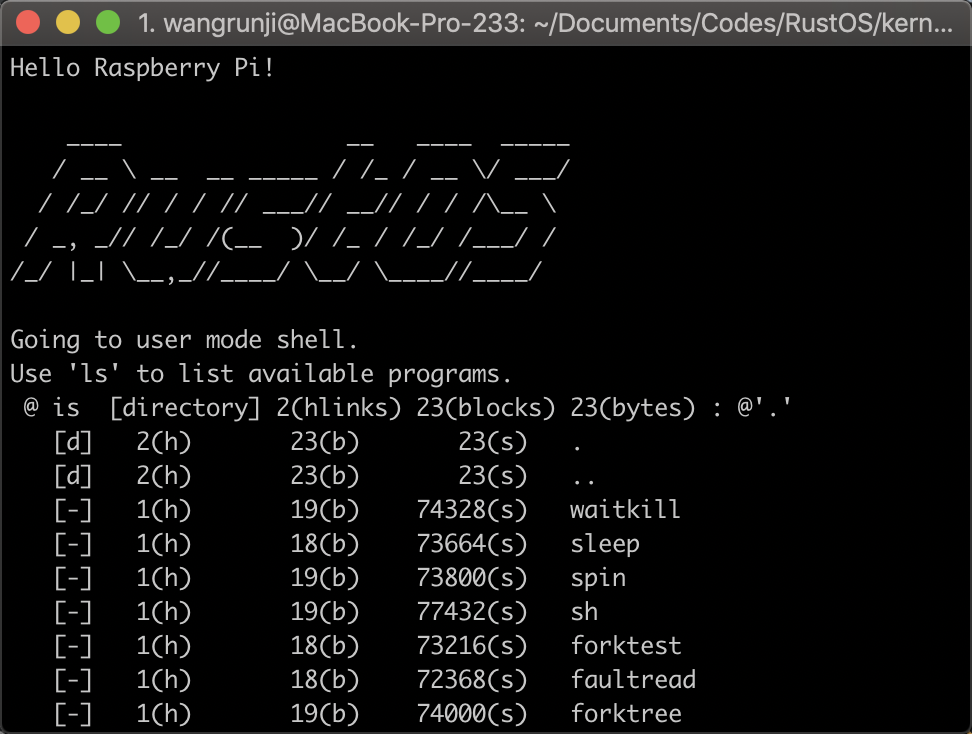 1. wangrunji@MacBook-Pro-233: ~/Documents/Codes/RustOS/kern...
Hello Raspberry Pi!
    ____                __   ____  _____
   / __ \ __  __ _____ / /_ / __ \/ ___/
  / /_/ // / / // ___// __// / / /\__ \
 / _, _// /_/ /(__  )/ /_ / /_/ /___/ /
/_/ |_| \__,_//____/ \__/ \____//____/
Going to user mode shell.
Use 'ls' to list available programs.
 @ is  [directory] 2(hlinks) 23(blocks) 23(bytes) : @'.'
   [d]   2(h)       23(b)       23(s)   .
   [d]   2(h)       23(b)       23(s)   ..
   [-]   1(h)       19(b)    74328(s)   waitkill
   [-]   1(h)       18(b)    73664(s)   sleep
   [-]   1(h)       19(b)    73800(s)   spin
   [-]   1(h)       19(b)    77432(s)   sh
   [-]   1(h)       18(b)    73216(s)   forktest
   [-]   1(h)       18(b)    72368(s)   faultread
   [-]   1(h)       19(b)    74000(s)   forktree